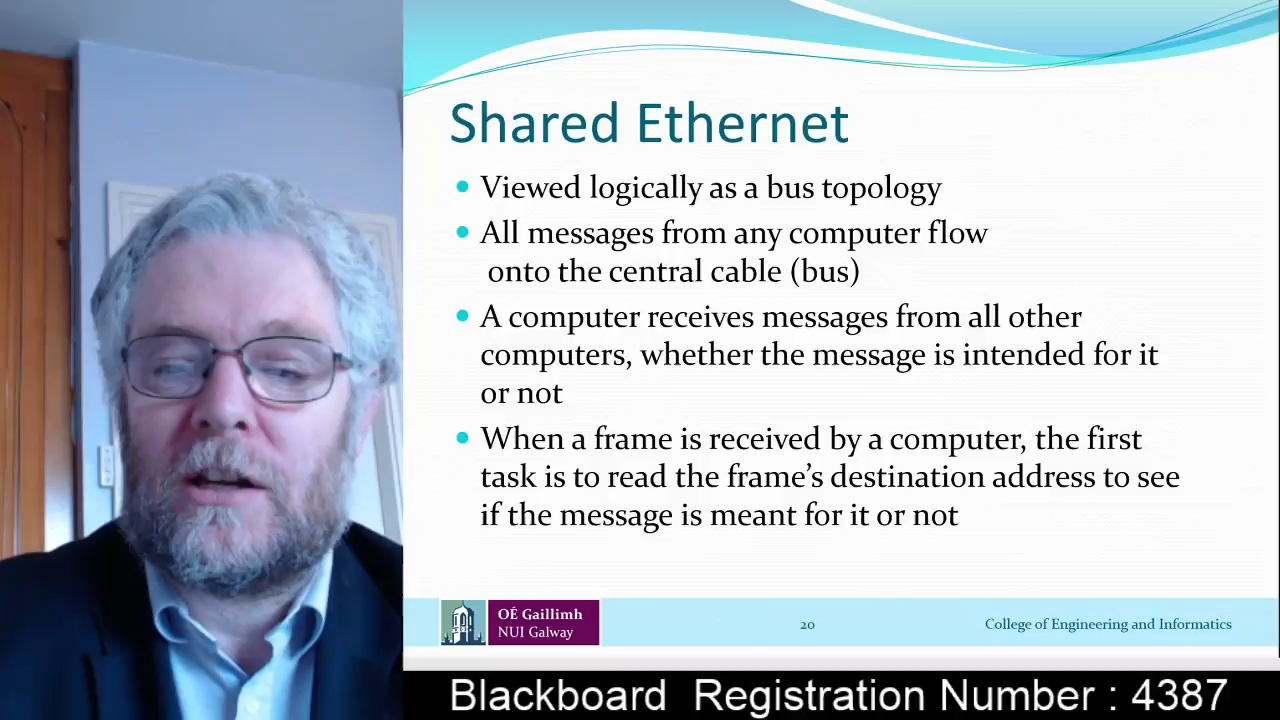 Shared Ethernet
• Viewed logically as a bus topology
• All messages from any computer flow
onto the central cable (bus)
• A computer receives messages from all other
computers, whether the message is intended for it
or not
• When a frame is received by a computer, the first
task is to read the frame's destination address to see
if the message is meant for it or not
OÉ Gaillimh
NUI Galway
20
College of Engineering and Informatics
Blackboard Registration Number : 4387